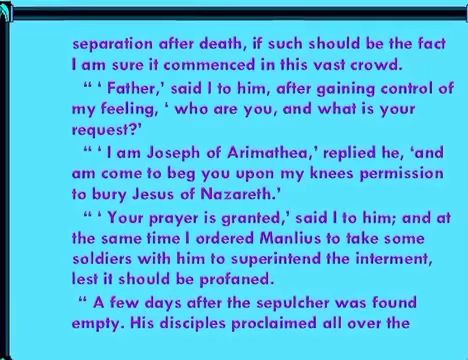 separation after death, if such should be the fact
I am sure it commenced in this vast crowd.
“ ‘ Father,’ said I to him, after gaining control of
my feeling, ‘ who are you, and what is your
request?’
“ ‘ I am Joseph of Arimathea,’ replied he, ‘and
am come to beg you upon my knees permission
to bury Jesus of Nazareth.’
“ ‘ Your prayer is granted,’ said I to him; and at
the same time I ordered Manlius to take some
soldiers with him to superintend the interment,
lest it should be profaned.
“ A few days after the sepulcher was found
empty. His disciples proclaimed all over the